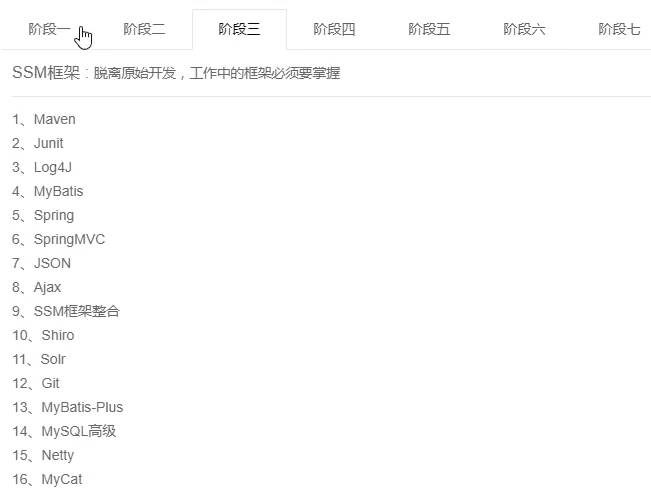 阶段一 阶段二 阶段三 阶段四 阶段五 阶段六 阶段七
SSM框架：脱离原始开发，工作中的框架必须要掌握
1、Maven
2、Junit
3、Log4J
4、MyBatis
5、Spring
6、SpringMVC
7、JSON
8、Ajax
9、SSM框架整合
10、Shiro
11、Solr
12、Git
13、MyBatis-Plus
14、MySQL高级
15、Netty
16、MyCat